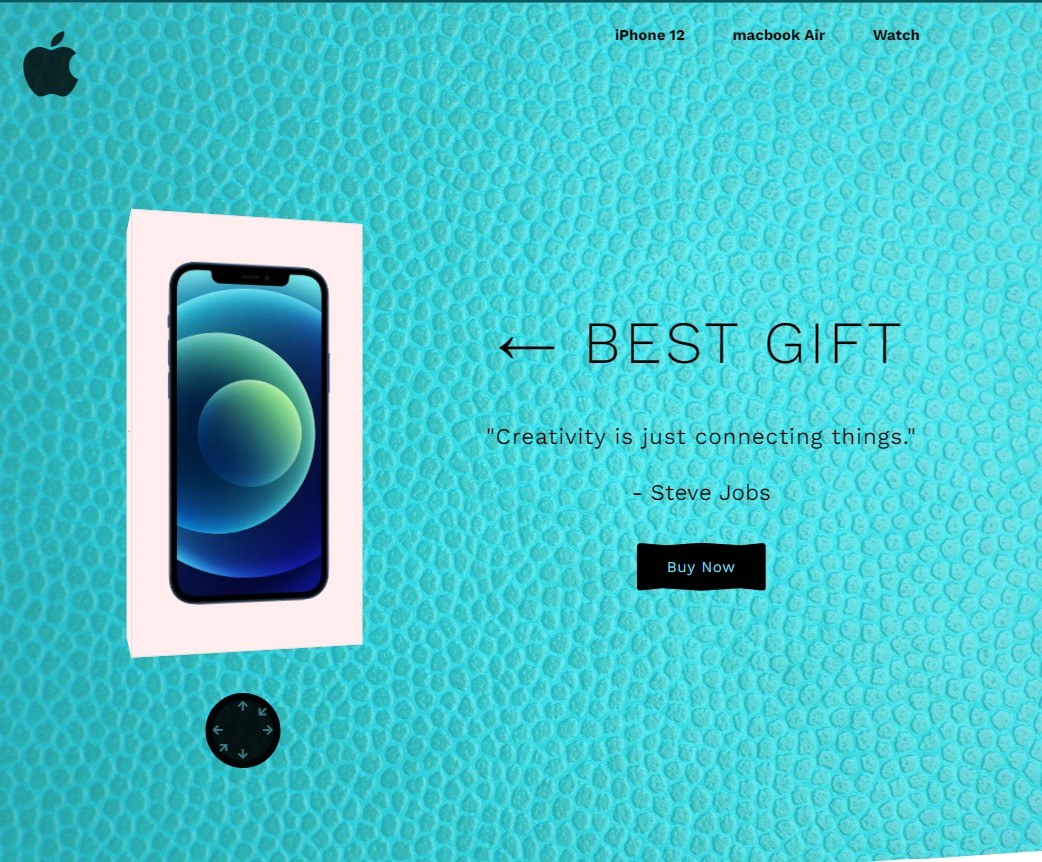 iPhone 12
macbook Air
Watch
← BEST GIFT
"Creativity is just connecting things."
- Steve Jobs
Buy Now